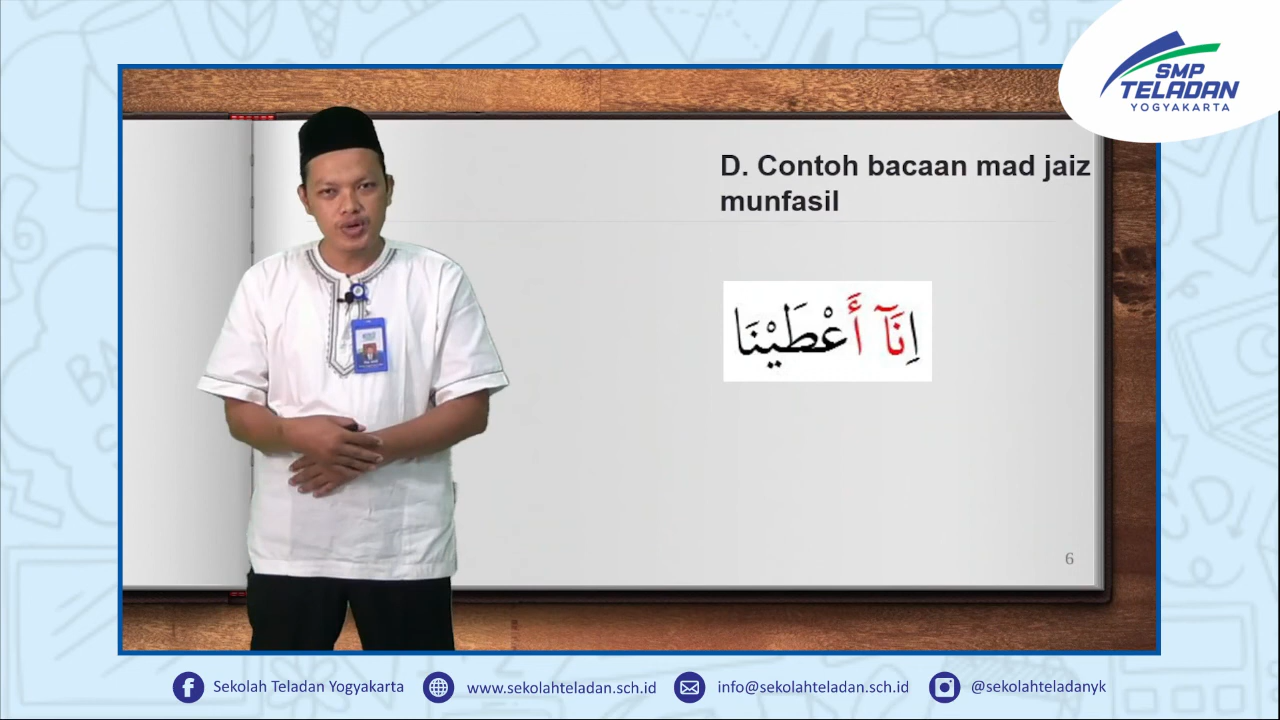 SMP
TELADAN
YOGYAKARTA
D. Contoh bacaan mad jaiz
munfasil
اِنَآ أَعْطَيْنَا
6
Sekolah Teladan Yogyakarta
www.sekolahteladan.sch.id
info@sekolahteladan.sch.id
@sekolahteladanyk